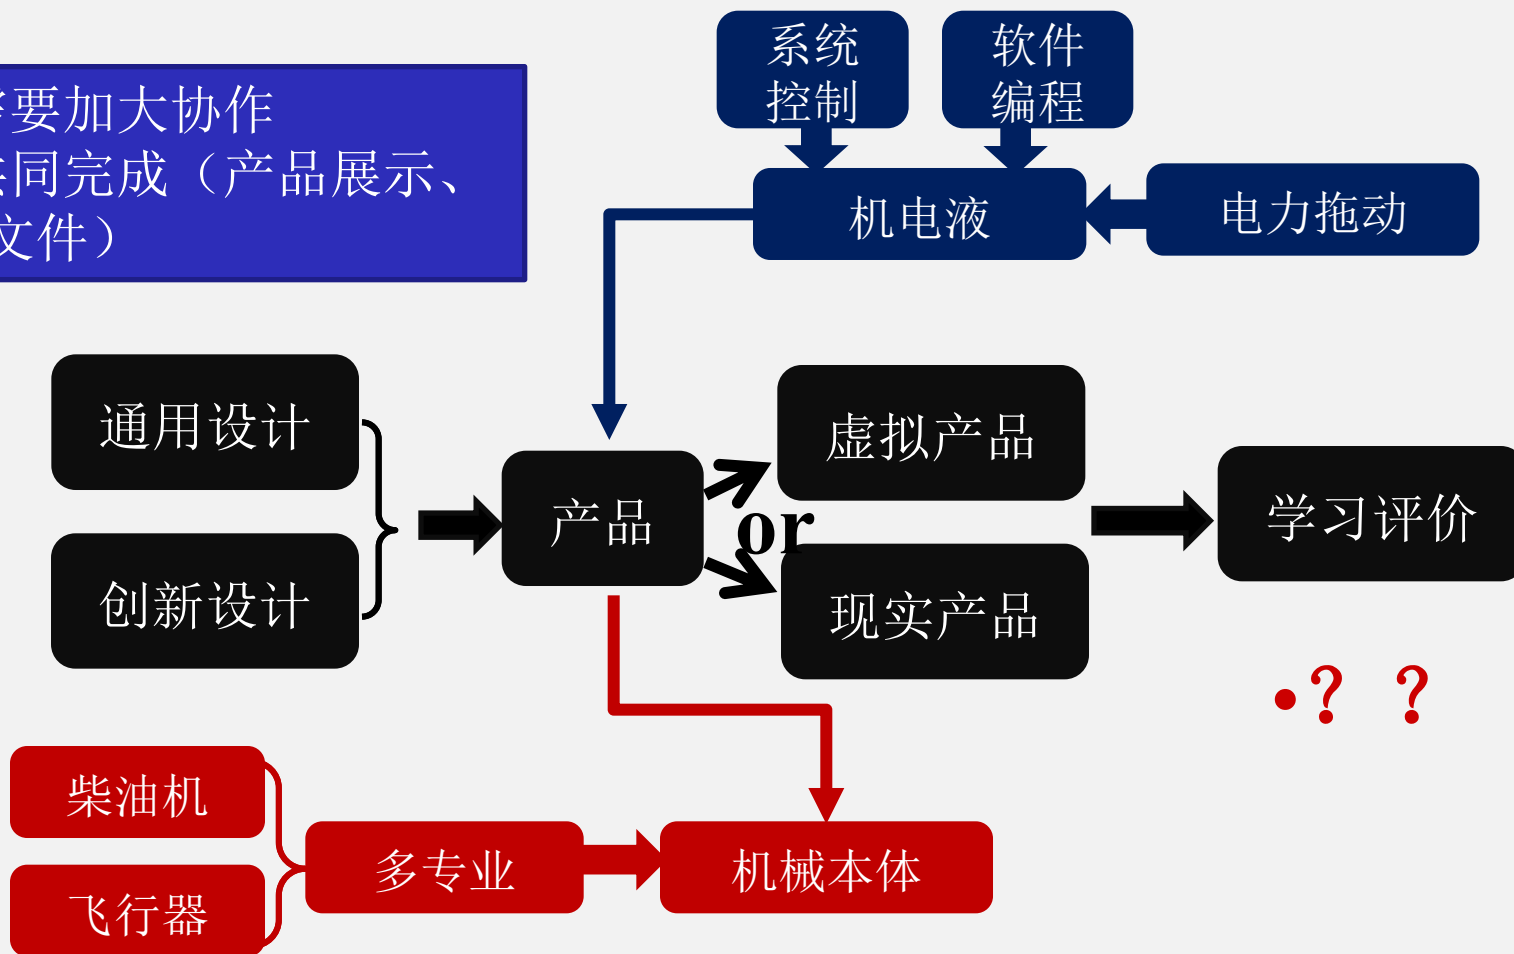 系统
控制
软件
编程
要加大协作
同完成（产品展示、
文件）
机电液
电力拖动
通用设计
创新设计
产品
or
虚拟产品
现实产品
学习评价
•？ ？
柴油机
飞行器
多专业
机械本体